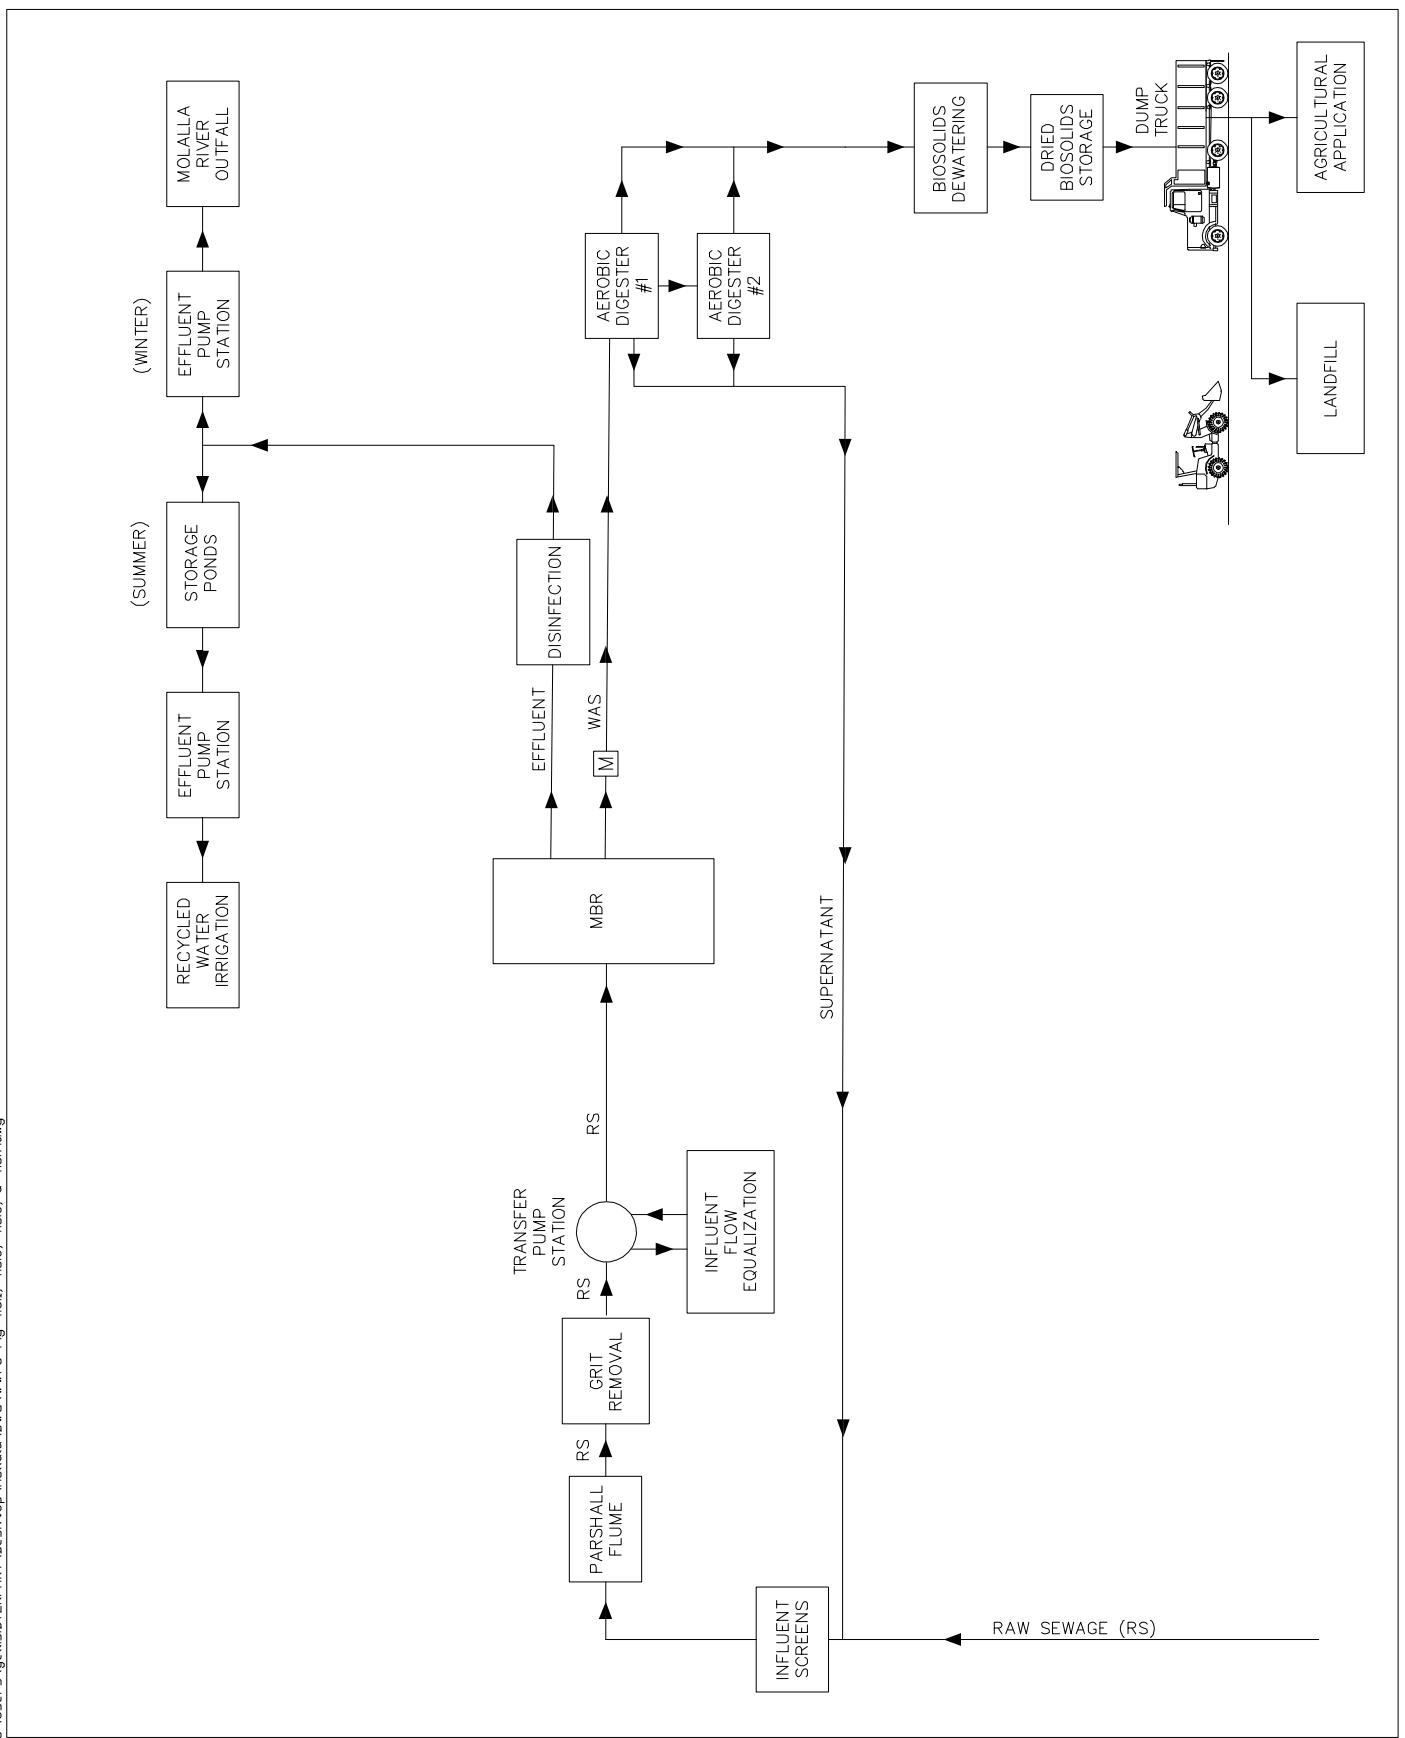 MOLALLA
RIVER
OUTFALL
(WINTER)
EFFLUENT
PUMP
STATION
(SUMMER)
STORAGE
PONDS
EFFLUENT
PUMP
STATION
RECYCLED
WATER
IRRIGATION
RAW SEWAGE (RS)
INFLUENT
SCREENS
PARSHALL
FLUME
RS
GRIT
REMOVAL
RS
TRANSFER
PUMP
STATION
INFLUENT
FLOW
EQUALIZATION
RS
MBR
EFFLUENT
DISINFECTION
M
WAS
AEROBIC
DIGESTER
#1
AEROBIC
DIGESTER
#2
SUPERNATANT
BIOSOLIDS
DEWATERING
DRIED
BIOSOLIDS
STORAGE
DUMP
TRUCK
AGRICULTURAL
APPLICATION
LANDFILL